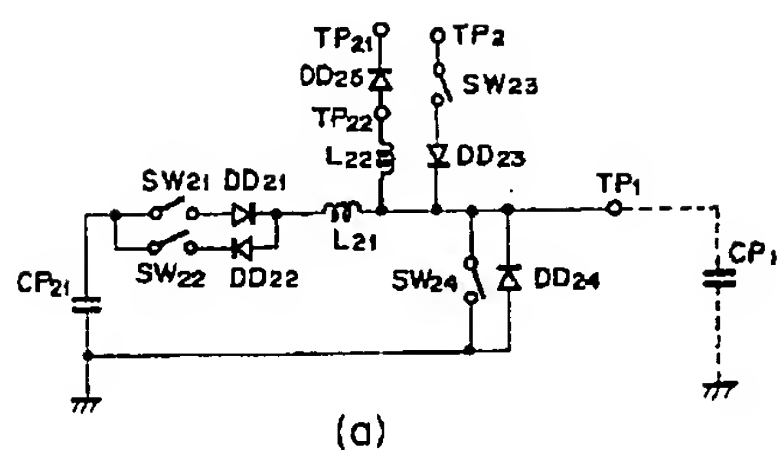 TP21
TP2
DD25
SW23
TP22
L22
DD23
SW21 DD21
TP1
L21
SW22 DD22
CP21
SW24
DD24
CP1
(a)